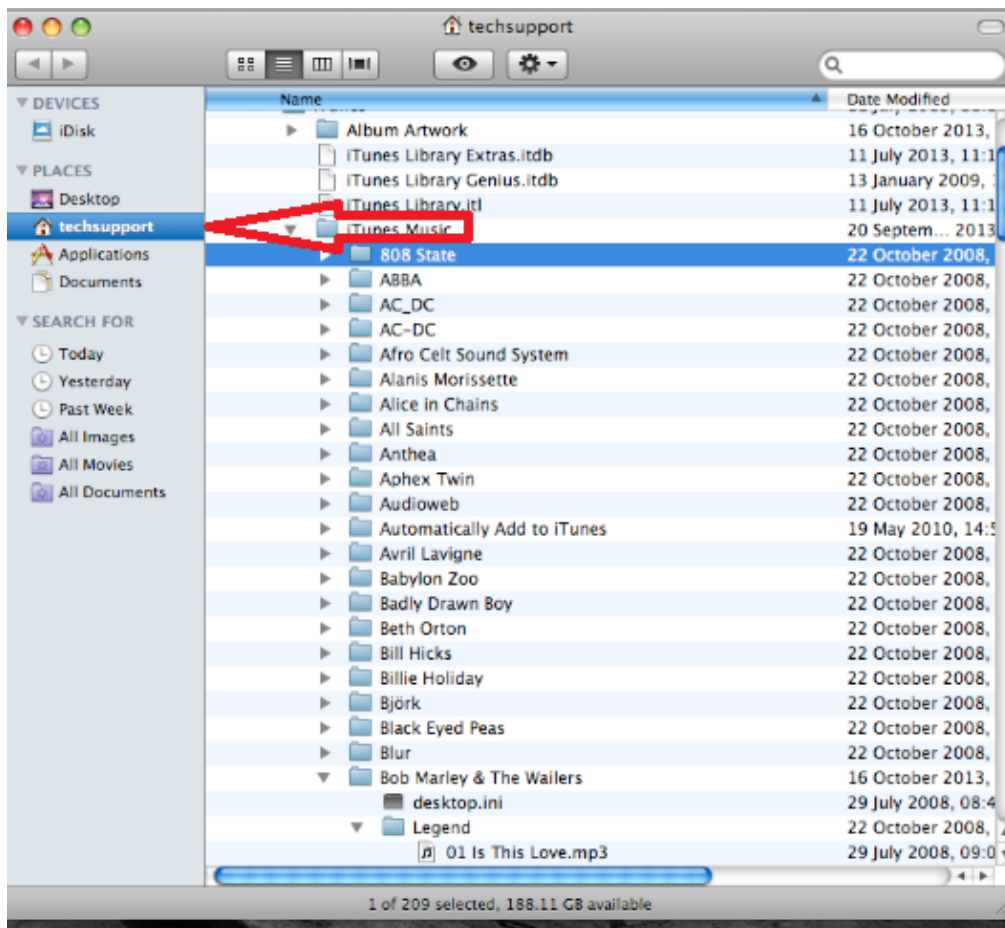 techsupport
DEVICES
iDisk
PLACES
Desktop
techsupport
Applications
Documents
SEARCH FOR
Today
Yesterday
Past Week
All Images
All Movies
All Documents
Name Date Modified
Album Artwork 16 October 2013,
iTunes Library Extras.itdb 11 July 2013, 11:1
iTunes Library Genius.itdb 13 January 2009,
iTunes Library.itl 11 July 2013, 11:1
iTunes Music 20 Septem... 2013
808 State 22 October 2008,
ABBA 22 October 2008,
AC_DC 22 October 2008,
AC-DC 22 October 2008,
Afro Celt Sound System 22 October 2008,
Alanis Morissette 22 October 2008,
Alice in Chains 22 October 2008,
All Saints 22 October 2008,
Anthea 22 October 2008,
Aphex Twin 22 October 2008,
Audioweb 22 October 2008,
Automatically Add to iTunes 19 May 2010, 14:5
Avril Lavigne 22 October 2008,
Babylon Zoo 22 October 2008,
Badly Drawn Boy 22 October 2008,
Beth Orton 22 October 2008,
Bill Hicks 22 October 2008,
Billie Holiday 22 October 2008,
Björk 22 October 2008,
Black Eyed Peas 22 October 2008,
Blur 22 October 2008,
Bob Marley & The Wailers 16 October 2013,
desktop.ini 29 July 2008, 08:4
Legend 22 October 2008,
01 Is This Love.mp3 29 July 2008, 09:0
1 of 209 selected, 188.11 GB available